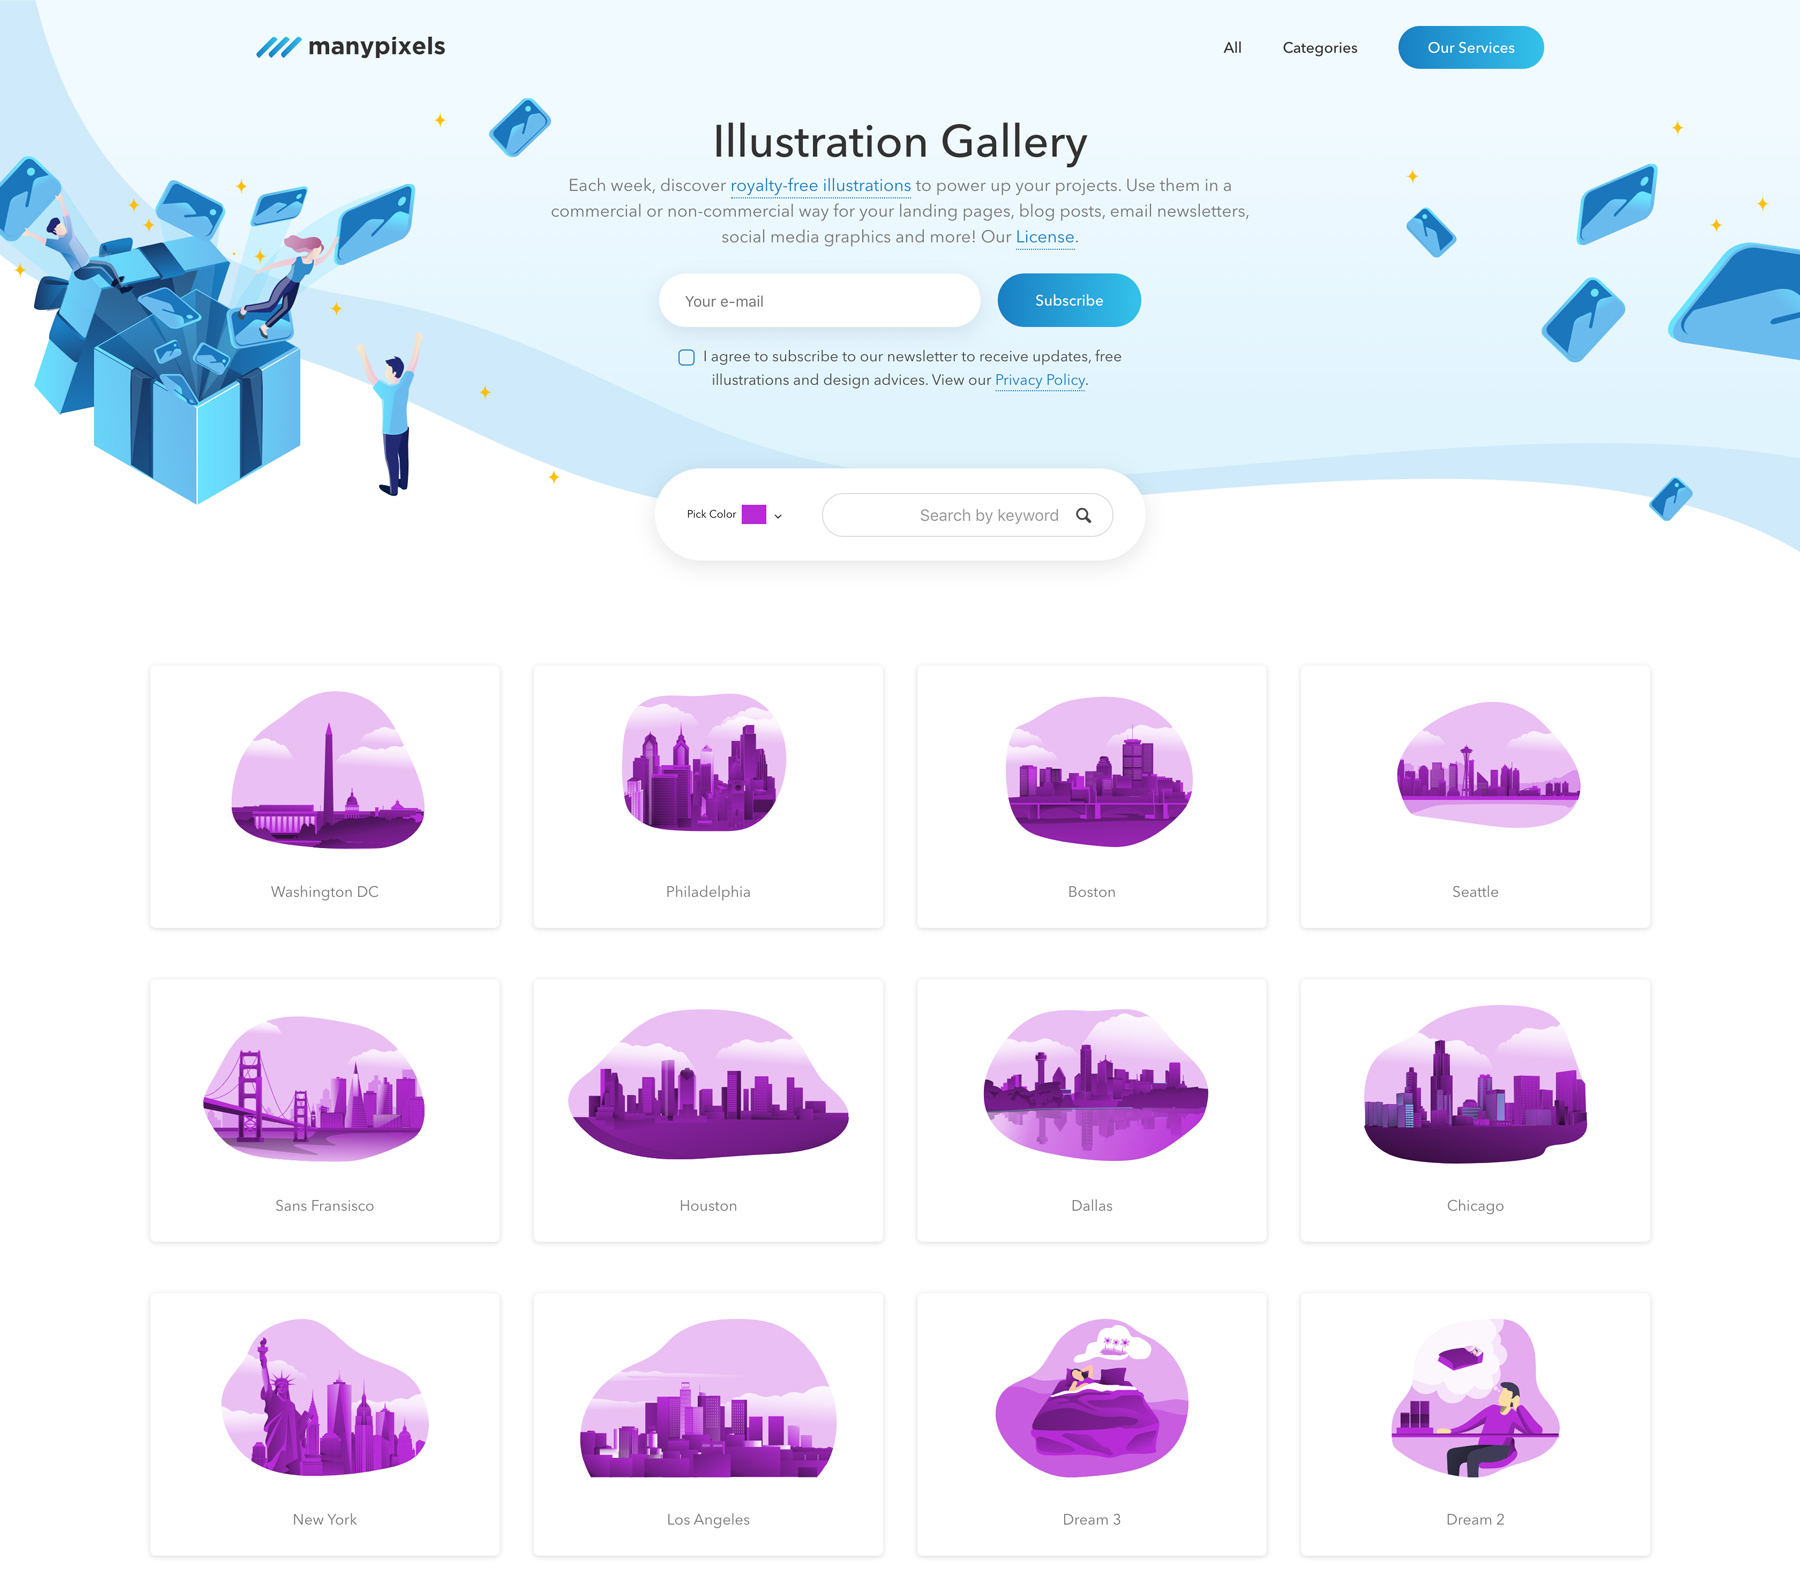 manypixels
All
Categories
Our Services
Illustration Gallery
Each week, discover royalty-free illustrations to power up your projects. Use them in a
commercial or non-commercial way for your landing pages, blog posts, email newsletters,
social media graphics and more! Our License.
Your e-mail
Subscribe
I agree to subscribe to our newsletter to receive updates, free
illustrations and design advices. View our Privacy Policy.
Pick Color
Search by keyword
Washington DC
Philadelphia
Boston
Seattle
Sans Fransisco
Houston
Dallas
Chicago
New York
Los Angeles
Dream 3
Dream 2